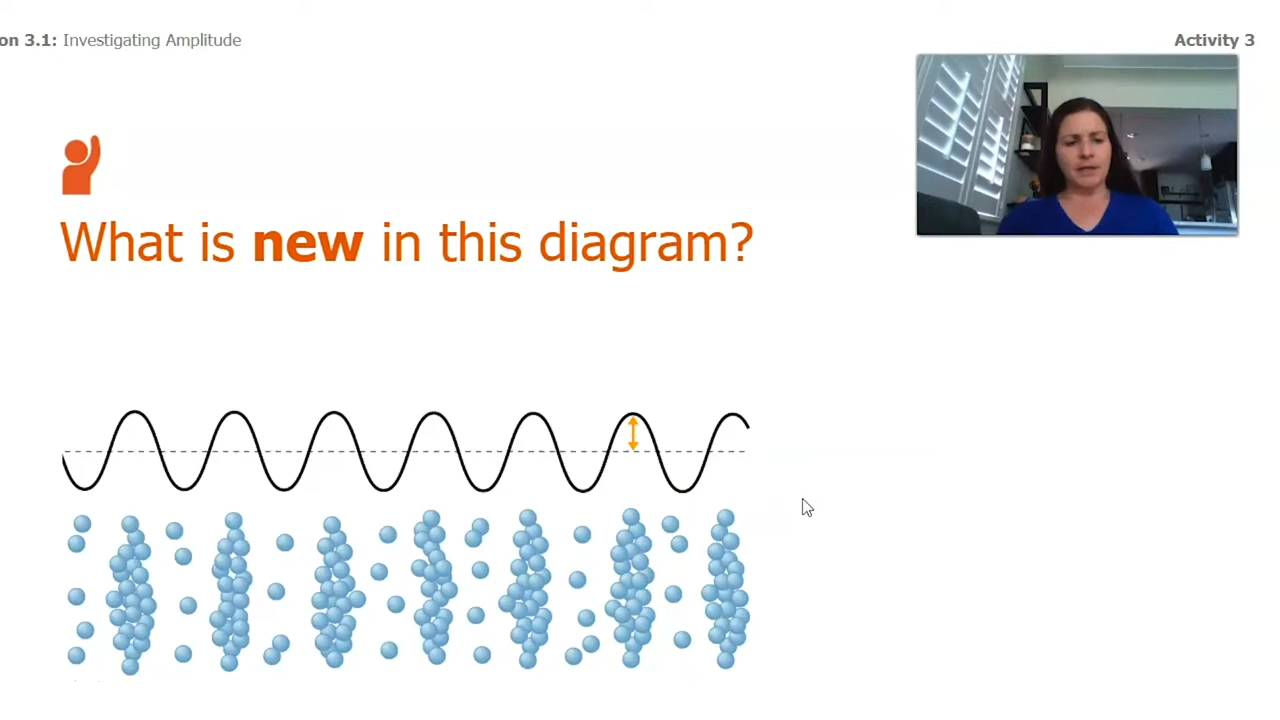 on 3.1: Investigating Amplitude
Activity 3
What is new in this diagram?